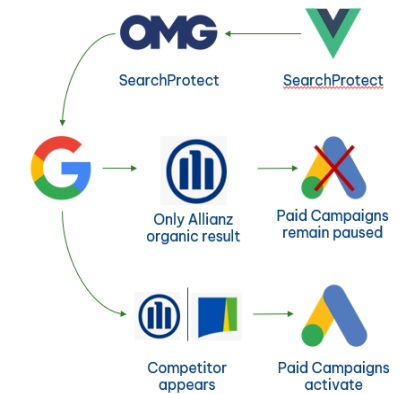 OMG
SearchProtect
SearchProtect
Only Allianz
organic result
Paid Campaigns
remain paused
Competitor
appears
Paid Campaigns
activate